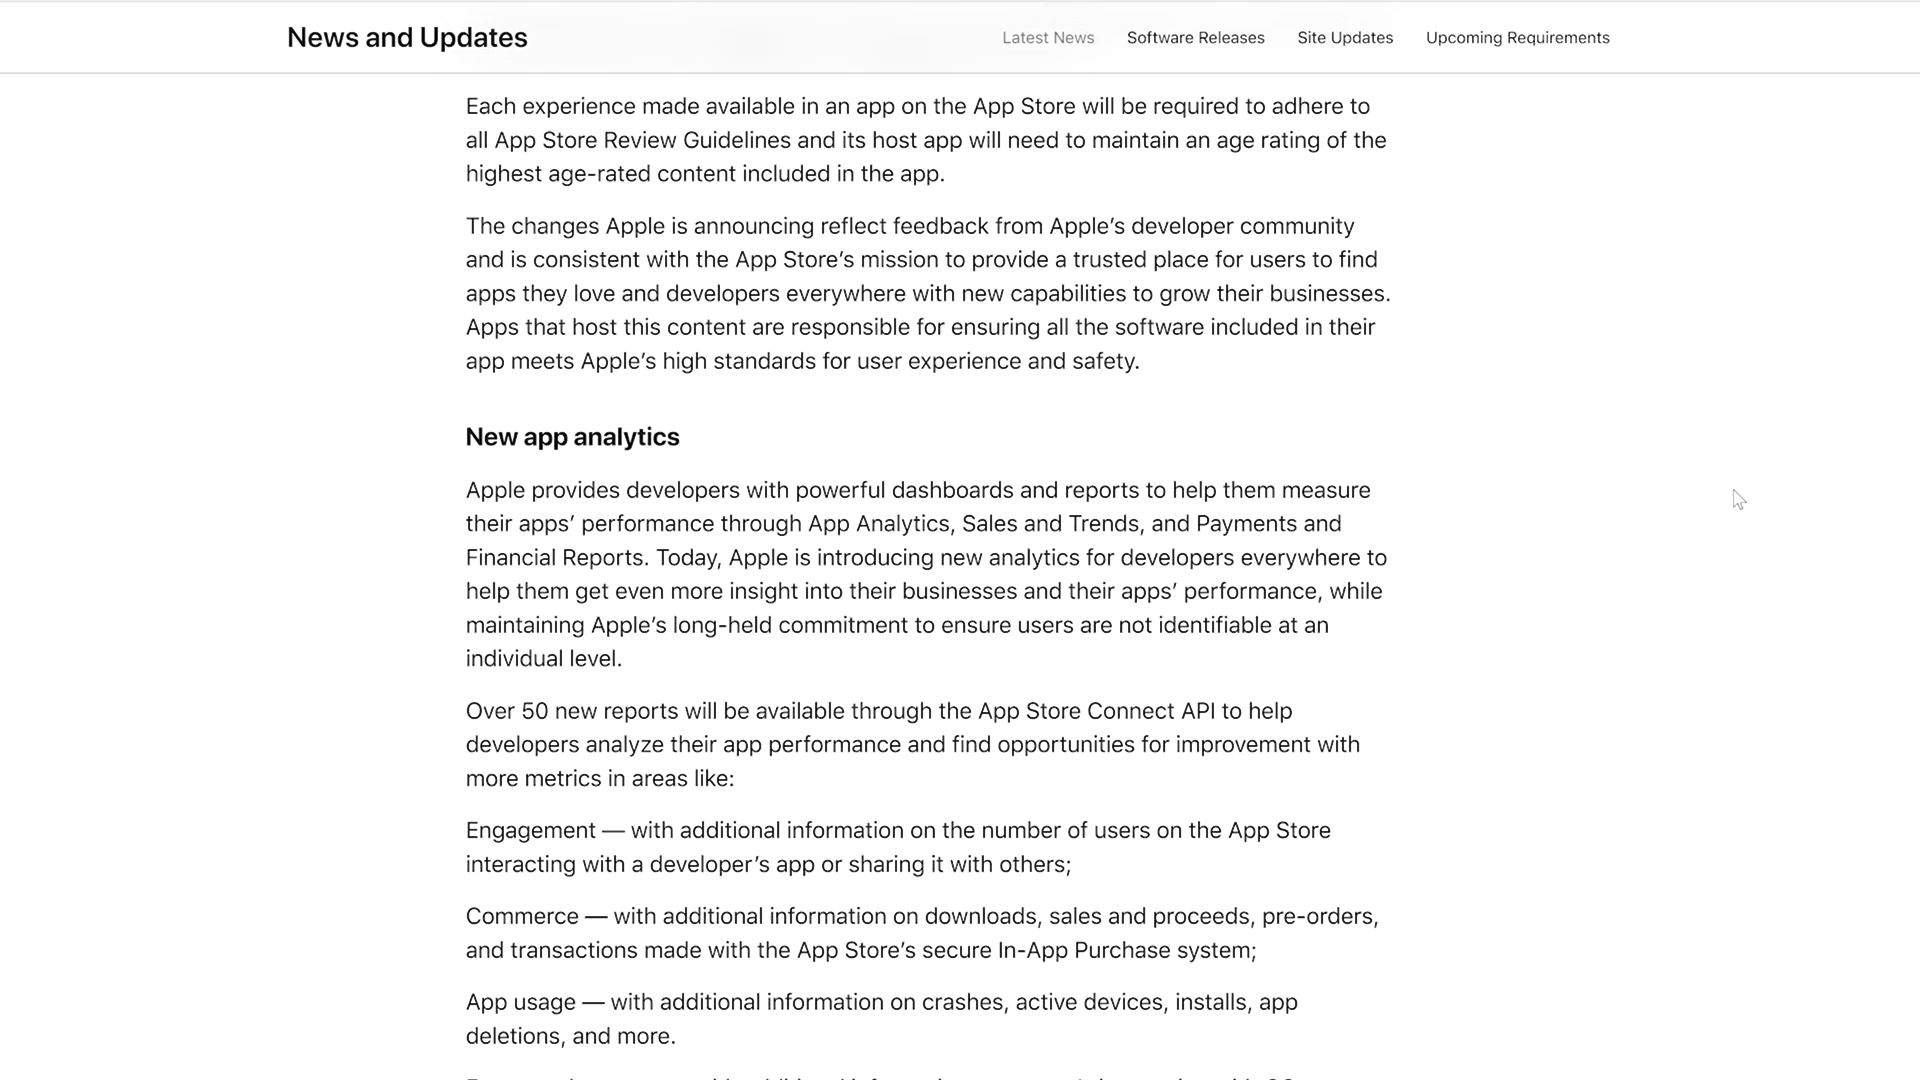 News and Updates
Latest News
Software Releases
Site Updates
Upcoming Requirements
Each experience made available in an app on the App Store will be required to adhere to
all App Store Review Guidelines and its host app will need to maintain an age rating of the
highest age-rated content included in the app.
The changes Apple is announcing reflect feedback from Apple’s developer community
and is consistent with the App Store’s mission to provide a trusted place for users to find
apps they love and developers everywhere with new capabilities to grow their businesses.
Apps that host this content are responsible for ensuring all the software included in their
app meets Apple’s high standards for user experience and safety.
New app analytics
Apple provides developers with powerful dashboards and reports to help them measure
their apps’ performance through App Analytics, Sales and Trends, and Payments and
Financial Reports. Today, Apple is introducing new analytics for developers everywhere to
help them get even more insight into their businesses and their apps’ performance, while
maintaining Apple’s long-held commitment to ensure users are not identifiable at an
individual level.
Over 50 new reports will be available through the App Store Connect API to help
developers analyze their app performance and find opportunities for improvement with
more metrics in areas like:
Engagement — with additional information on the number of users on the App Store
interacting with a developer’s app or sharing it with others;
Commerce — with additional information on downloads, sales and proceeds, pre-orders,
and transactions made with the App Store’s secure In-App Purchase system;
App usage — with additional information on crashes, active devices, installs, app
deletions, and more.